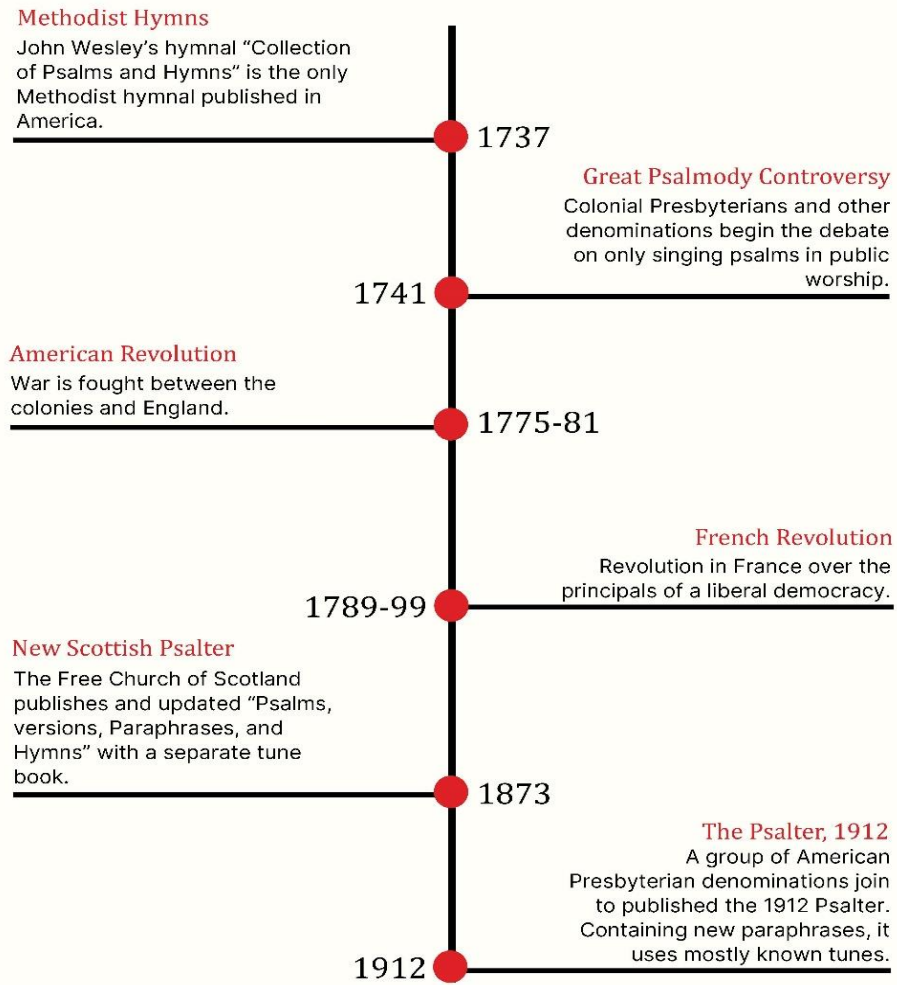 Methodist Hymns
John Wesley’s hymnal “Collection
of Psalms and Hymns” is the only
Methodist hymnal published in
America.
1737
Great Psalmody Controversy
Colonial Presbyterians and other
denominations begin the debate
on only singing psalms in public
worship.
1741
American Revolution
War is fought between the
colonies and England.
1775-81
French Revolution
Revolution in France over the
principals of a liberal democracy.
1789-99
New Scottish Psalter
The Free Church of Scotland
publishes and updated “Psalms,
versions, Paraphrases, and
Hymns” with a separate tune
book.
1873
The Psalter, 1912
A group of American
Presbyterian denominations join
to published the 1912 Psalter.
Containing new paraphrases, it
uses mostly known tunes.
1912